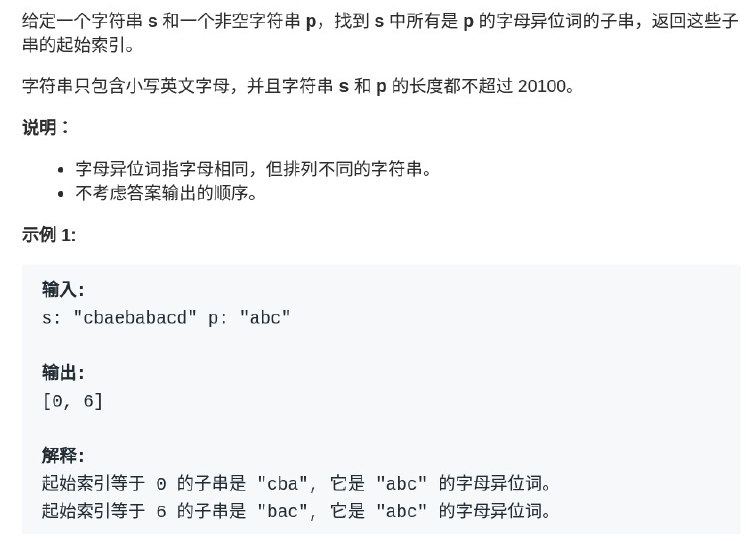 给定一个字符串 s 和一个非空字符串 p，找到 s 中所有是 p 的字母异位词的子串，返回这些子
串的起始索引。
字符串只包含小写英文字母，并且字符串 s 和 p 的长度都不超过 20100。
说明：
• 字母异位词指字母相同，但排列不同的字符串。
• 不考虑答案输出的顺序。
示例 1:
输入:
s: "cbaebabacd" p: "abc"
输出:
[0, 6]
解释:
起始索引等于 0 的子串是 "cba", 它是 "abc" 的字母异位词。
起始索引等于 6 的子串是 "bac", 它是 "abc" 的字母异位词。